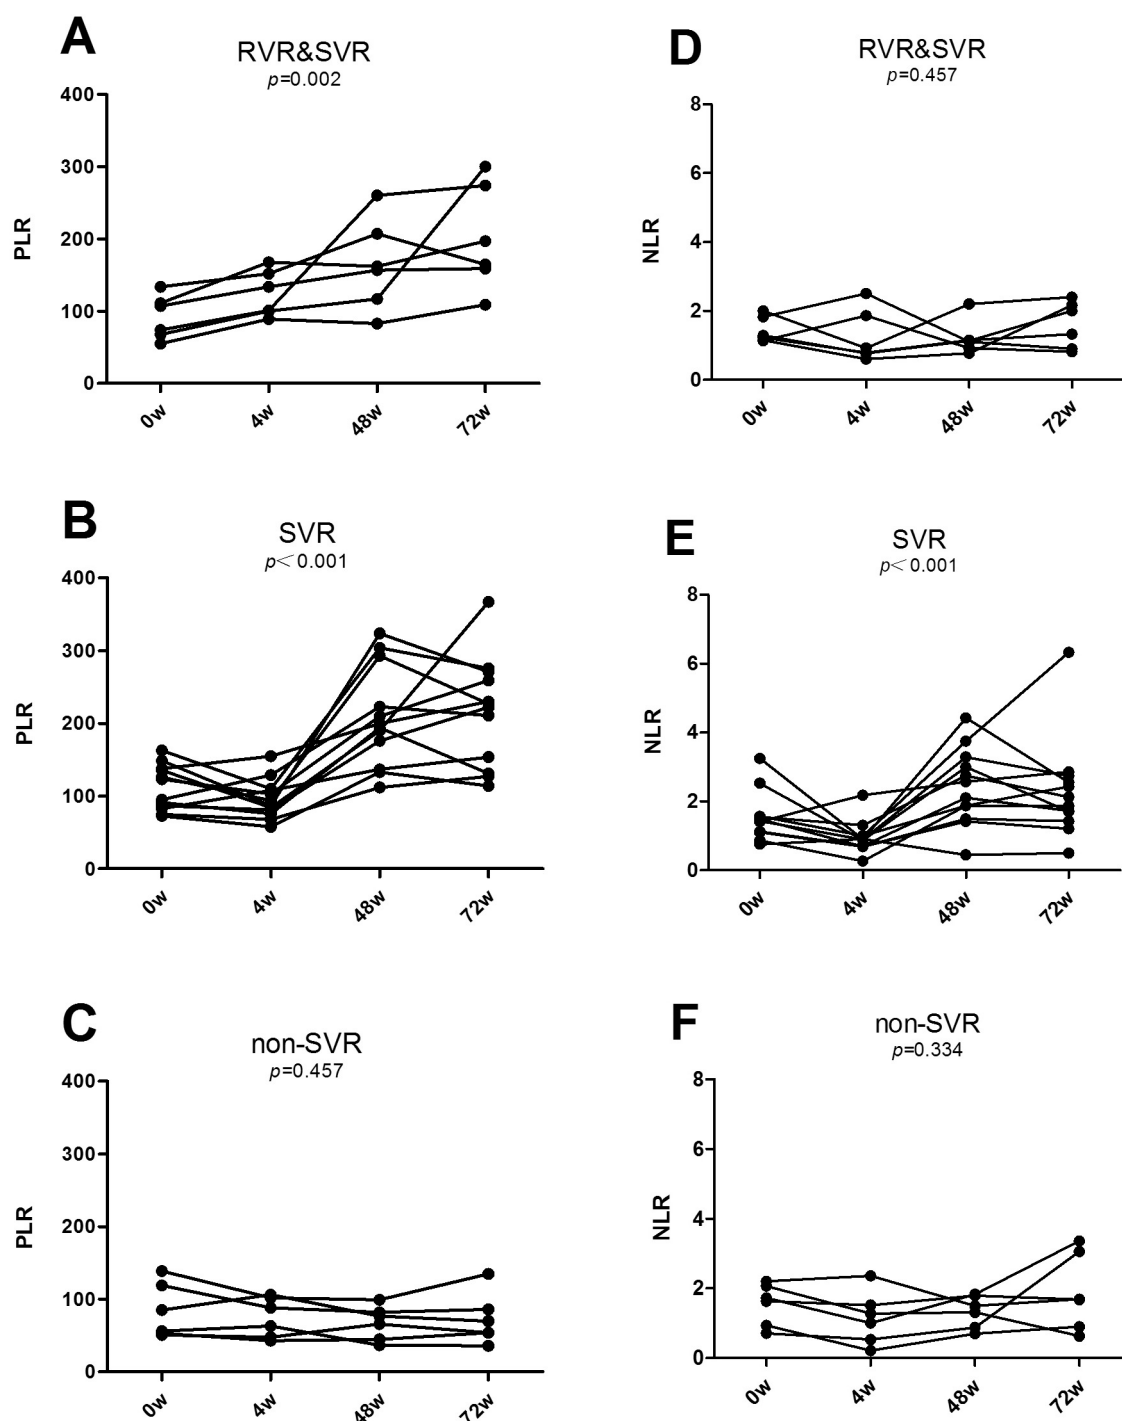 A
RVR&SVR
p=0.002
400
300
200
100
0
PLR
0w
4w
48w
72w
D
RVR&SVR
p=0.457
8
6
4
2
0
NLR
0w
4w
48w
72w
B
SVR
p<0.001
400
300
200
100
0
PLR
0w
4w
48w
72w
E
SVR
p<0.001
8
6
4
2
0
NLR
0w
4w
48w
72w
C
non-SVR
p=0.457
400
300
200
100
0
PLR
0w
4w
48w
72w
F
non-SVR
p=0.334
8
6
4
2
0
NLR
0w
4w
48w
72w